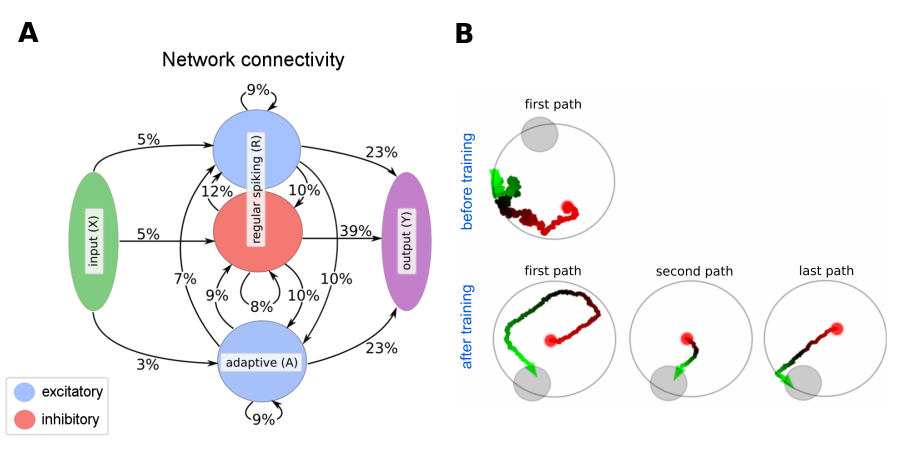 A
Network connectivity
9%
5%
23%
12%
10%
regular spiking (R)
input (X)
5%
39%
output (Y)
7%
10%
9%
8%
10%
3%
adaptive (A)
23%
9%
excitatory
inhibitory
B
before training
first path
after training
first path
second path
last path